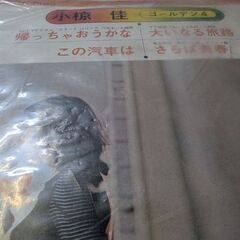 小椋 佳 ゴールデン4
帰っちゃおうかな 大いなる旅路
この汽車は さらば青春